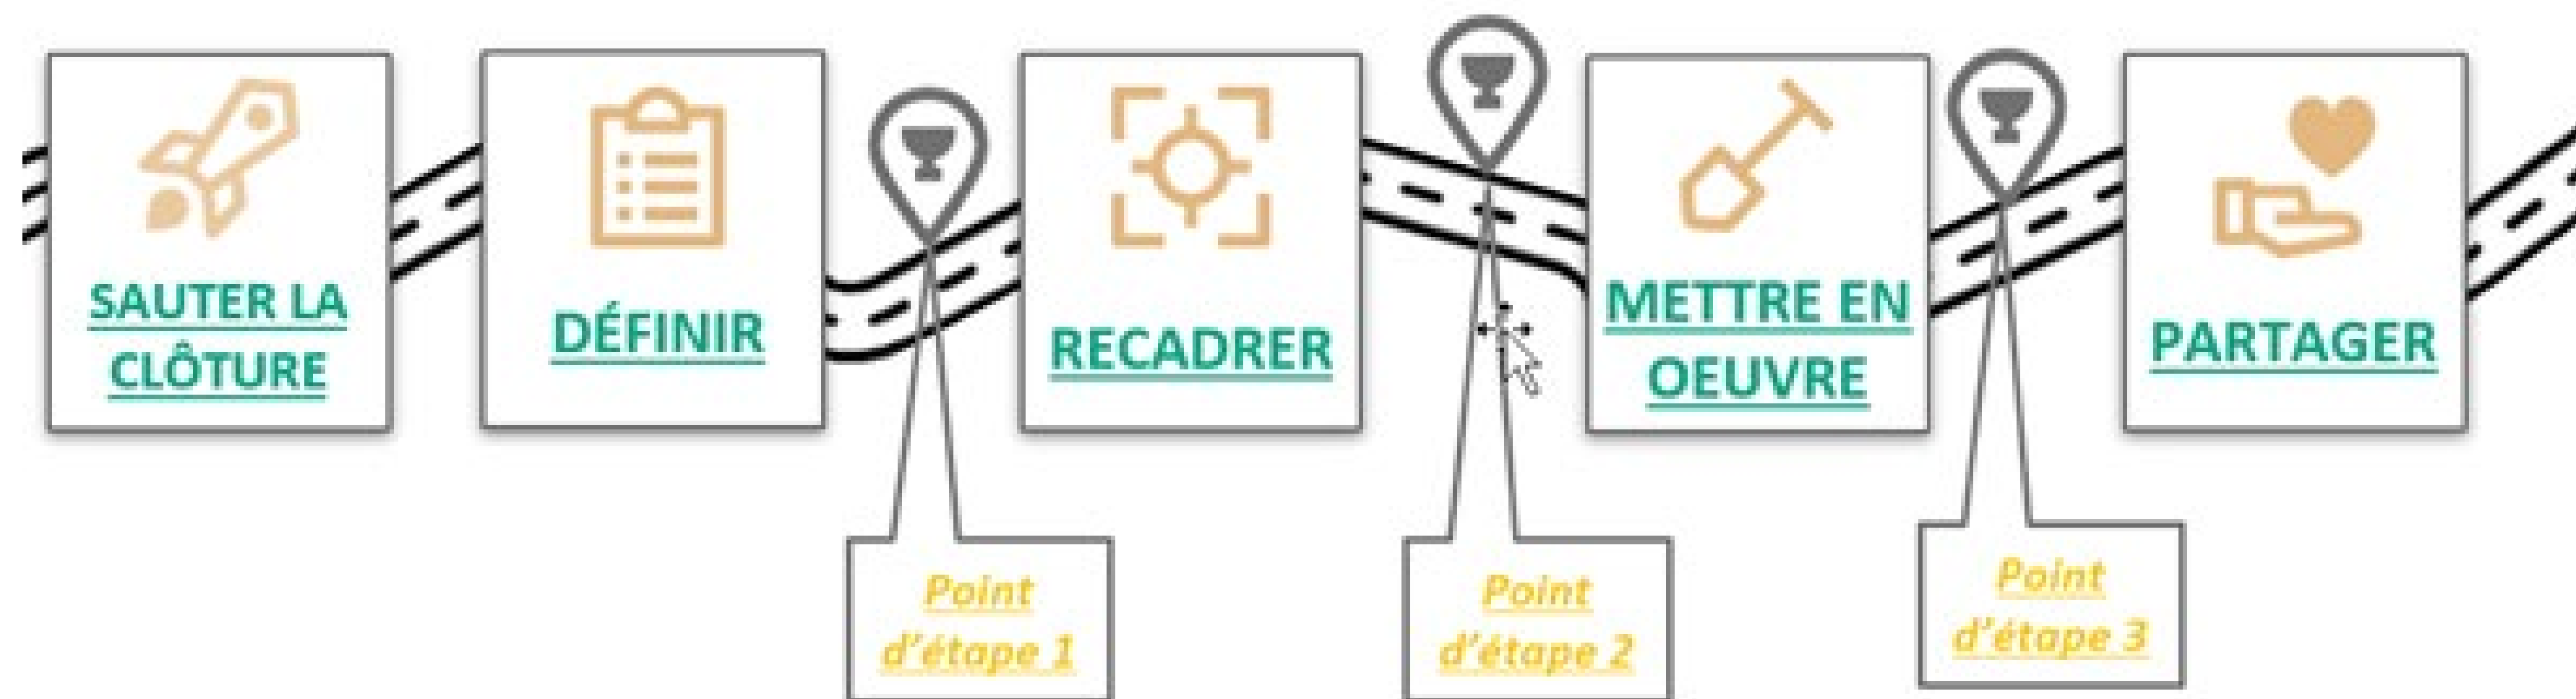 SAUTER LA
CLÔTURE
DÉFINIR
RECADRER
METTRE EN
OEUVRE
PARTAGER
Point
d'étape 1
Point
d'étape 2
Point
d'étape 3